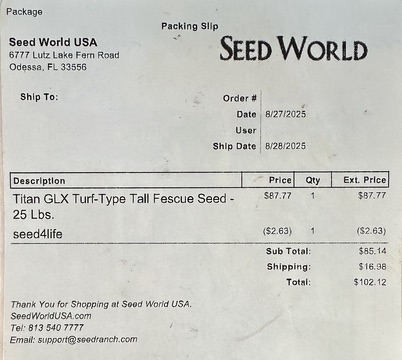 Package
Packing Slip
Seed World USA
6777 Lutz Lake Fern Road
Odessa, FL 33556
SEED WORLD
Ship To:
Order #
Date 8/27/2025
User
Ship Date 8/28/2025
Description Price Qty Ext. Price
Titan GLX Turf-Type Tall Fescue Seed - $87.77 1 $87.77
25 Lbs.
seed4life ($2.63) 1 ($2.63)
Sub Total: $85.14
Shipping: $16.98
Total: $102.12
Thank You for Shopping at Seed World USA.
SeedWorldUSA.com
Tel: 813 540 7777
Email: support@seedranch.com